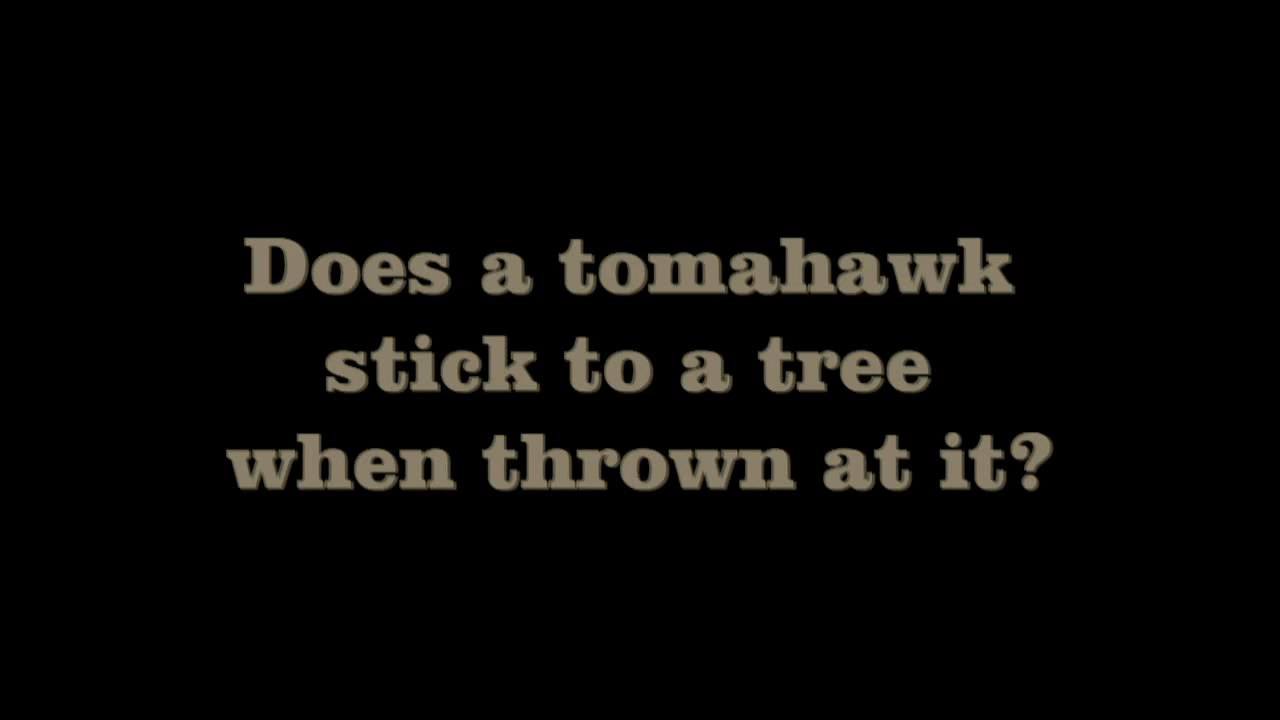 Does a tomahawk
stick to a tree
when thrown at it?